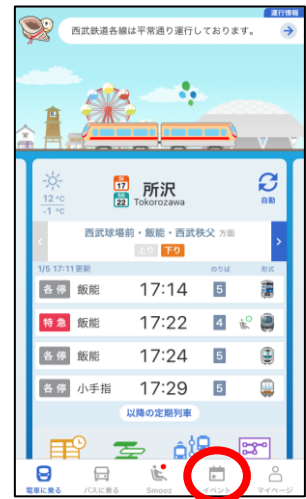 運行情報
西武鉄道各線は平常通り運行しております。
12 ℃
-1 ℃
SI
17
SS
22
所沢
Tokorozawa
自動
西武球場前・飯能・西武秩父 方面
上り 下り
1/5 17:11更新 のりば 形式
各停 飯能 17:14 5
特急 飯能 17:22 4
各停 飯能 17:24 5
各停 小手指 17:29 5
以降の定期列車
電車に乗る バスに乗る Smooz イベント マイページ